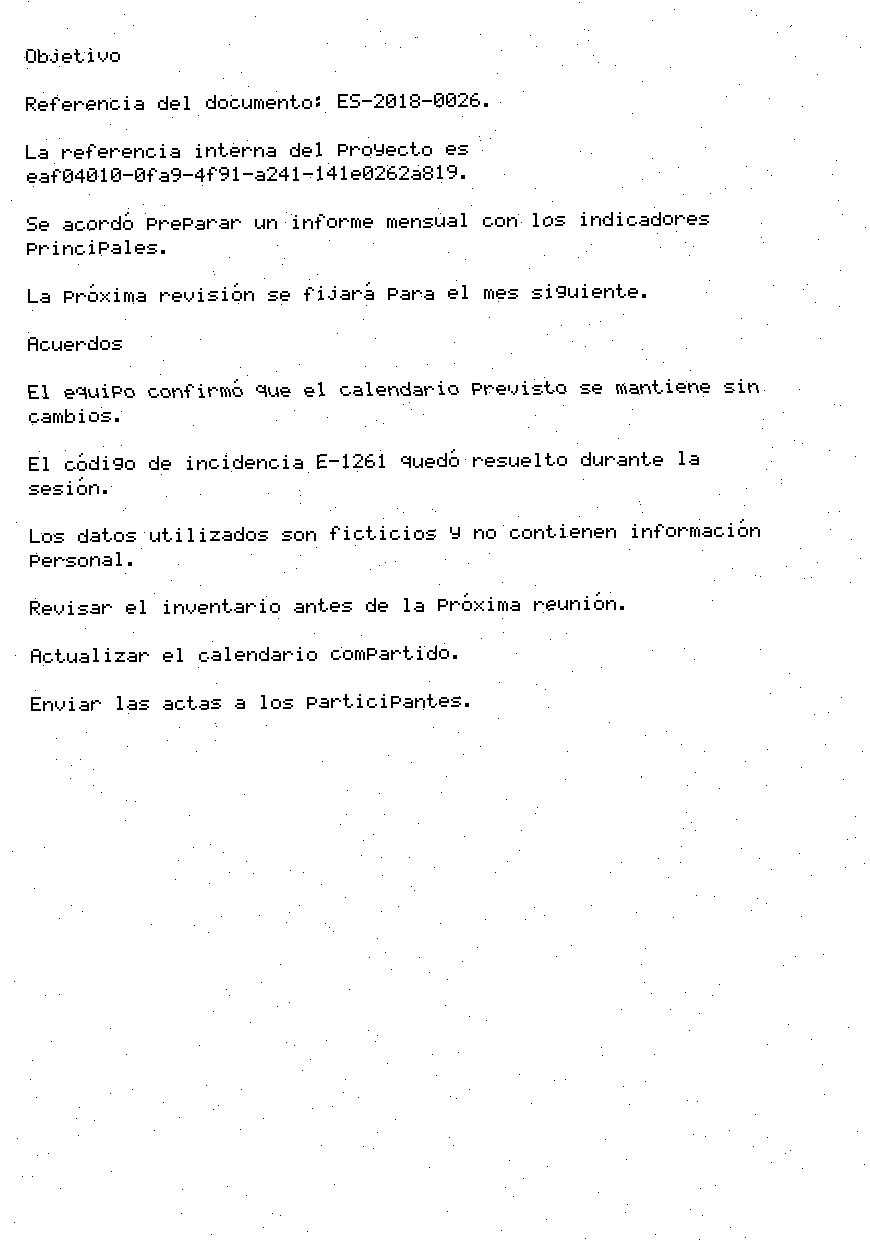 Objetivo
Referencia del documento: ES-2018-0026.
La referencia interna del proyecto es
eaf04010-0fa9-4f91-a241-141e0262a819.
Se acordó preparar un informe mensual con los indicadores
principales.
La próxima revisión se fijará para el mes siguiente.
Acuerdos
El equipo confirmó que el calendario previsto se mantiene sin
cambios.
El código de incidencia E-1261 quedó resuelto durante la
sesión.
Los datos utilizados son ficticios y no contienen información
personal.
Revisar el inventario antes de la próxima reunión.
Actualizar el calendario compartido.
Enviar las actas a los participantes.